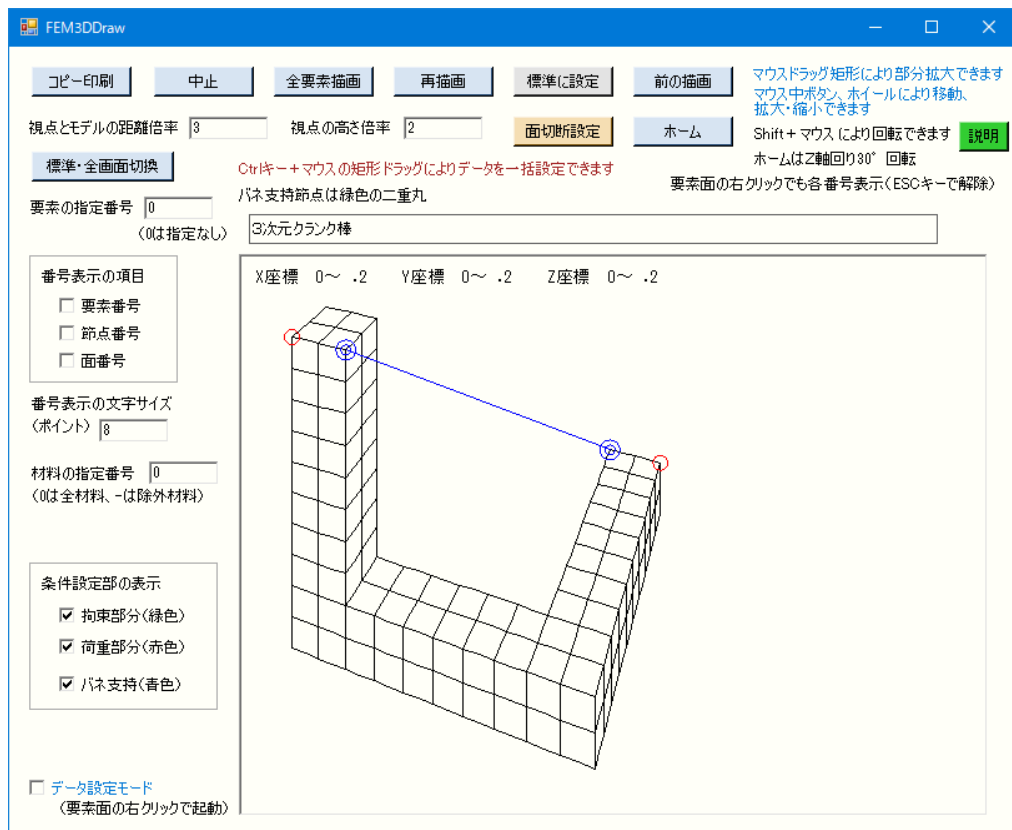 FEM3DDraw
コピー印刷
中止
全要素描画
再描画
標準に設定
前の描画
マウスドラッグ矩形により部分拡大できます
マウス中ボタン、ホイールにより移動、
拡大・縮小できます
視点とモデルの距離倍率 3
視点の高さ倍率 2
面切断設定
ホーム
Shift+マウスにより回転できます
説明
ホームはZ軸回り30° 回転
標準・全画面切換
Ctrlキー+マウスの矩形ドラッグによりデータを一括設定できます
要素面の右クリックでも各番号表示(ESCキーで解除)
バネ支持節点は緑色の二重丸
要素の指定番号 0
(0は指定なし)
3次元クランク棒
番号表示の項目
要素番号
節点番号
面番号
X座標 0~ .2 Y座標 0~ .2 Z座標 0~ .2
番号表示の文字サイズ
(ポイント) 8
材料の指定番号 0
(0は全材料、-は除外材料)
条件設定部の表示
拘束部分(緑色)
荷重部分(赤色)
バネ支持(青色)
データ設定モード
(要素面の右クリックで起動)